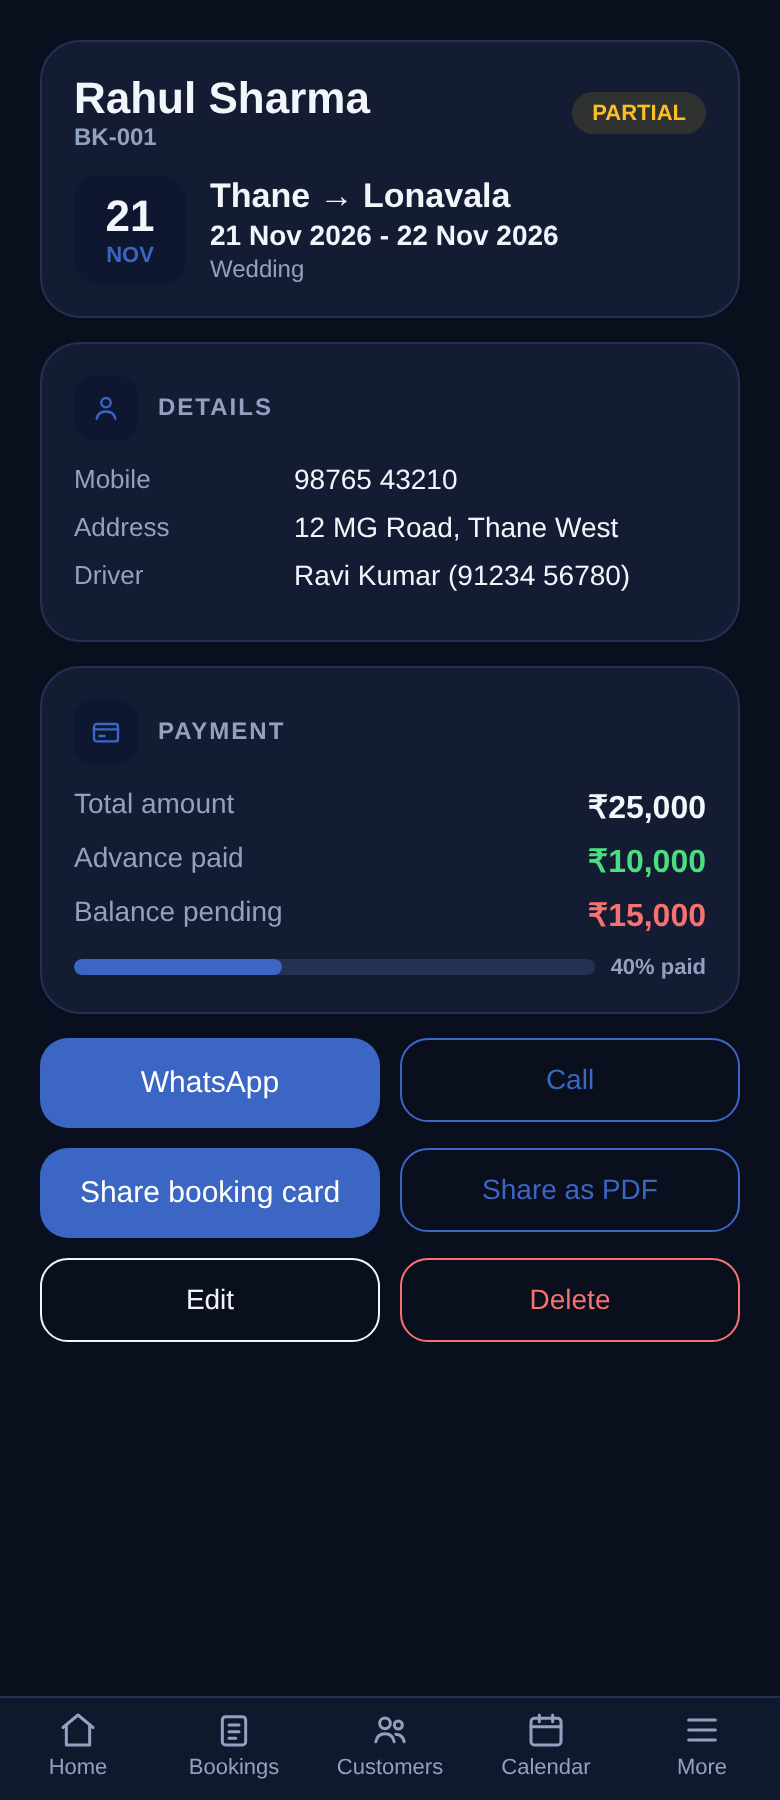 Rahul Sharma
BK-001
PARTIAL
21
NOV
Thane → Lonavala
21 Nov 2026 - 22 Nov 2026
Wedding
DETAILS
Mobile 98765 43210
Address 12 MG Road, Thane West
Driver Ravi Kumar (91234 56780)
PAYMENT
Total amount ₹25,000
Advance paid ₹10,000
Balance pending ₹15,000
40% paid
WhatsApp Call
Share booking card Share as PDF
Edit Delete
Home Bookings Customers Calendar More